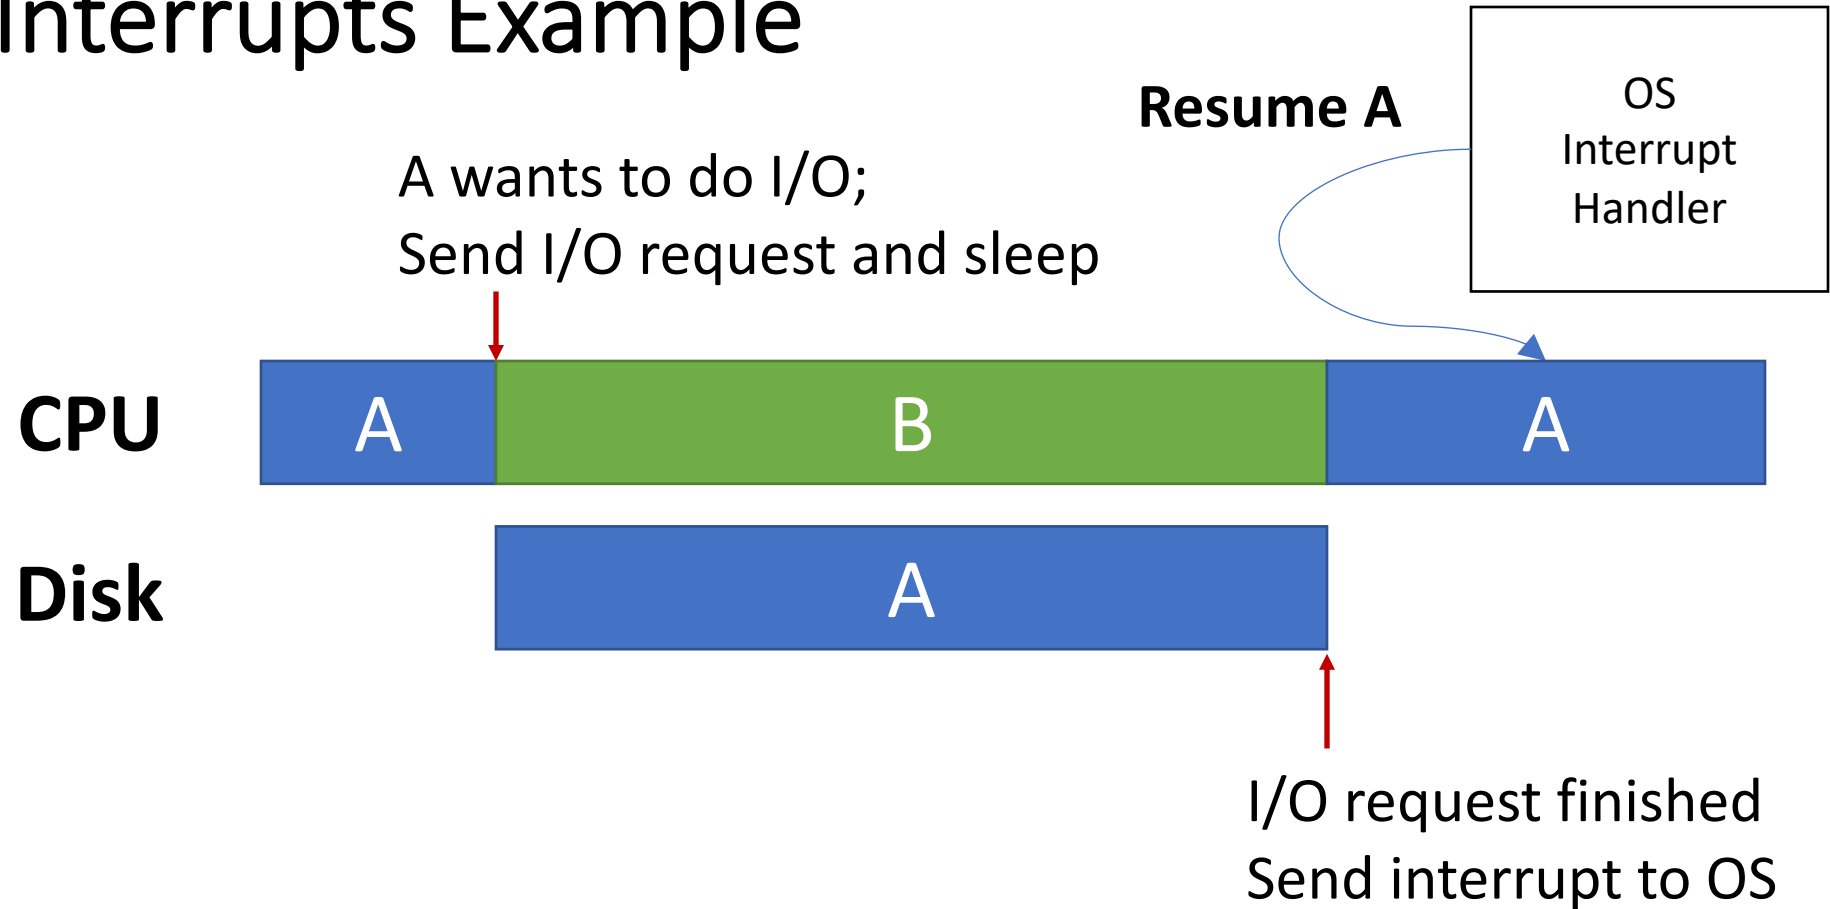 Interrupts Example
Resume A
OS
Interrupt
Handler
A wants to do I/O;
Send I/O request and sleep
CPU
A
B
A
Disk
A
I/O request finished
Send interrupt to OS